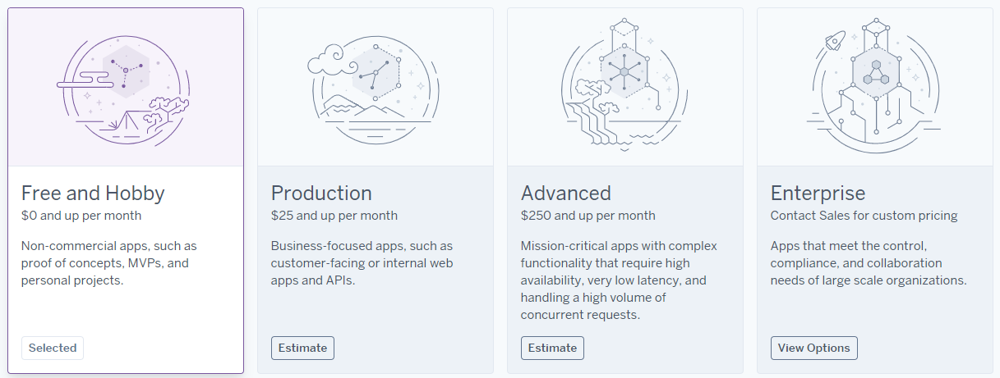 Free and Hobby
$0 and up per month
Non-commercial apps, such as
proof of concepts, MVPs, and
personal projects.
Selected
Production
$25 and up per month
Business-focused apps, such as
customer-facing or internal web
apps and APIs.
Estimate
Advanced
$250 and up per month
Mission-critical apps with complex
functionality that require high
availability, very low latency, and
handling a high volume of
concurrent requests.
Estimate
Enterprise
Contact Sales for custom pricing
Apps that meet the control,
compliance, and collaboration
needs of large scale organizations.
View Options